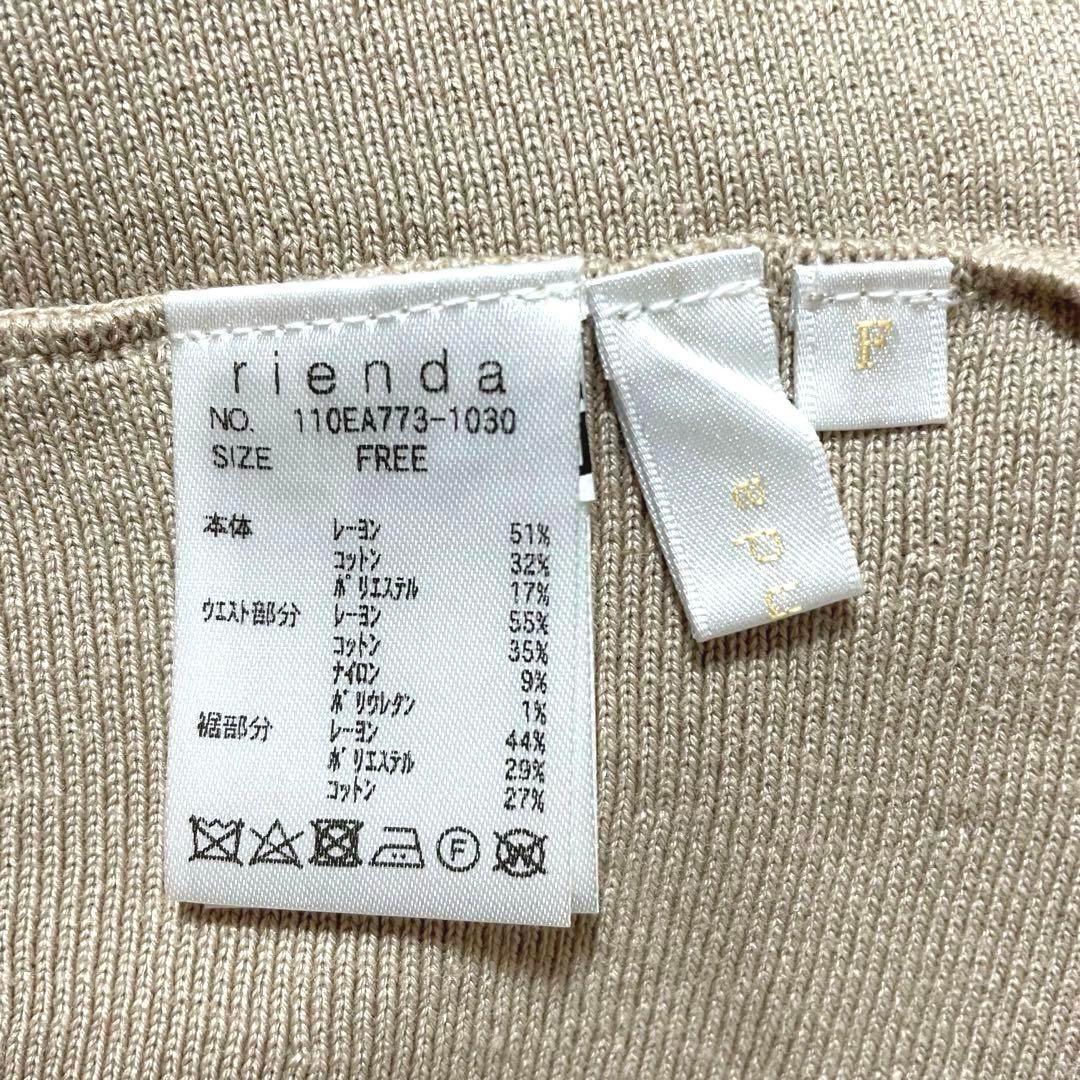 rienda
NO. 110EA773-1030
SIZE FREE
本体 レーヨン 51%
コットン 32%
ポリエステル 17%
ウエスト部分 レーヨン 55%
コットン 35%
ナイロン 9%
ポリウレタン 1%
裾部分 レーヨン 44%
ポリエステル 29%
コットン 27%
F
W
F